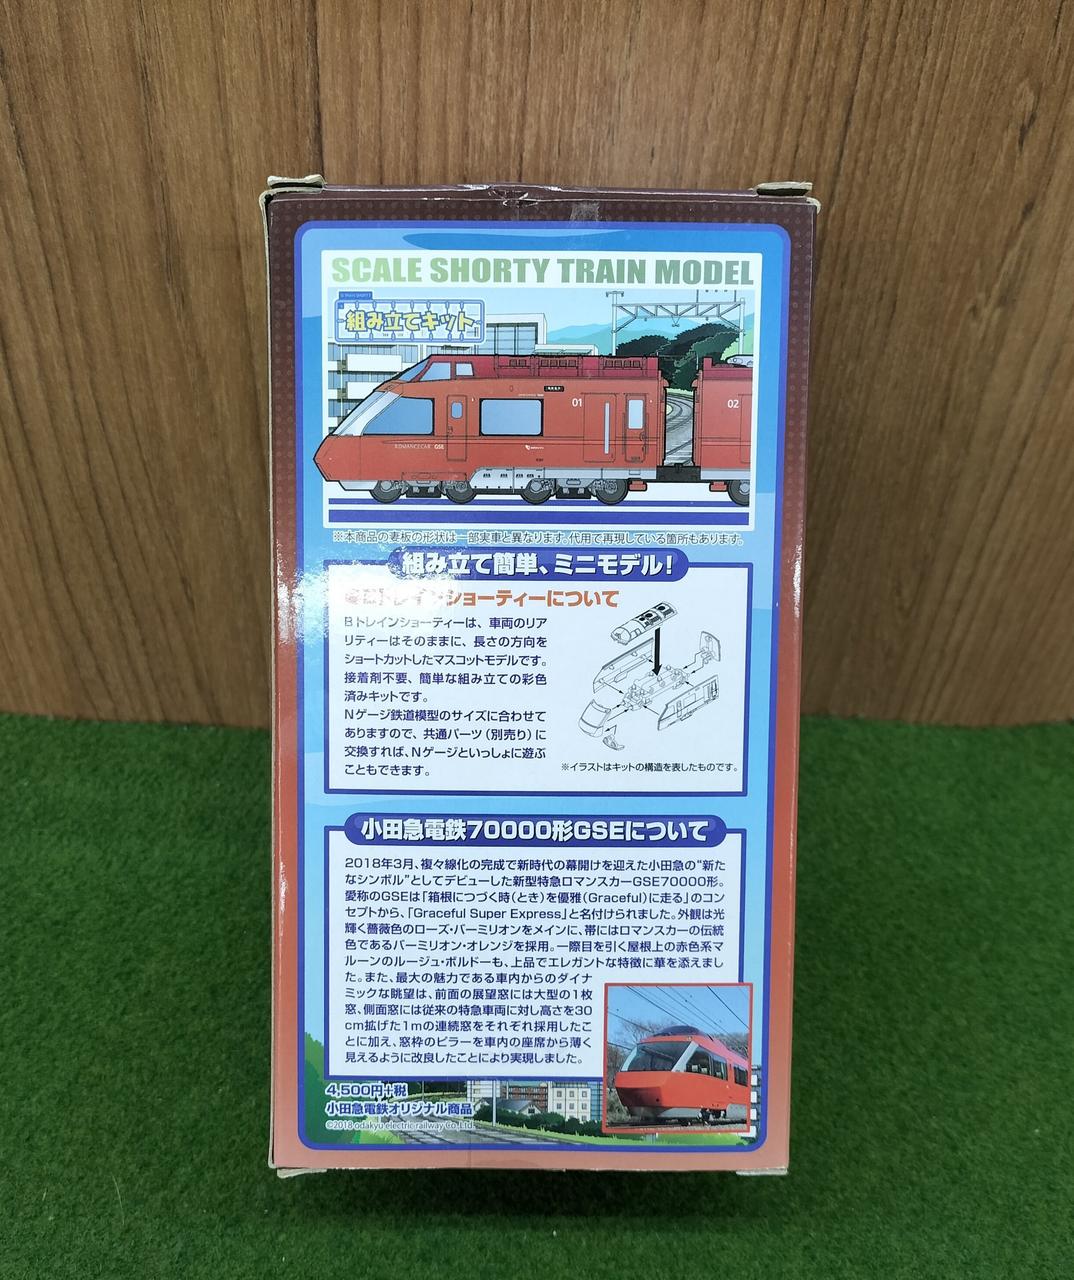 SCALE SHORTY TRAIN MODEL
組み立てキット
01
02
ROMANCECAR GSE
※本商品の妻板の形状は一部実車と異なります。代用で再現している箇所もあります。
組み立て簡単、ミニモデル!
トレインショーティーについて
Bトレインショーティーは、車両のリア
リティーはそのままに、長さの方向を
ショートカットしたマスコットモデルです。
接着剤不要、簡単な組み立ての彩色
済みキットです。
Nゲージ鉄道模型のサイズに合わせて
ありますので、共通パーツ(別売り)に
交換すれば、Nゲージといっしょに遊ぶ
こともできます。
※イラストはキットの構造を表したものです。
小田急電鉄70000形GSEについて
2018年3月、複々線化の完成で新時代の幕開けを迎えた小田急の“新た
なシンボル”としてデビューした新型特急ロマンスカーGSE70000形。
愛称のGSEは「箱根につづく時(とき)を優雅(Graceful)に走る」のコン
セプトから、「Graceful Super Express」と名付けられました。外観は光
輝く薔薇色のローズ・バーミリオンをメインに、帯にはロマンスカーの伝統
色であるバーミリオン・オレンジを採用。一際目を引く屋根上の赤色系マ
ルーンのルージュ・ボルドーも、上品でエレガントな特徴に華を添えまし
た。また、最大の魅力である車内からのダイナ
ミックな眺望は、前面の展望窓には大型の1枚
窓、側面窓には従来の特急車両に対し高さを30
cm拡げた1mの連続窓をそれぞれ採用したこ
とに加え、窓枠のピラーを車内の座席から薄く
見えるように改良したことにより実現しました。
4,500円+税
小田急電鉄オリジナル商品
©2018 odakyu electric railway Co.,Ltd.